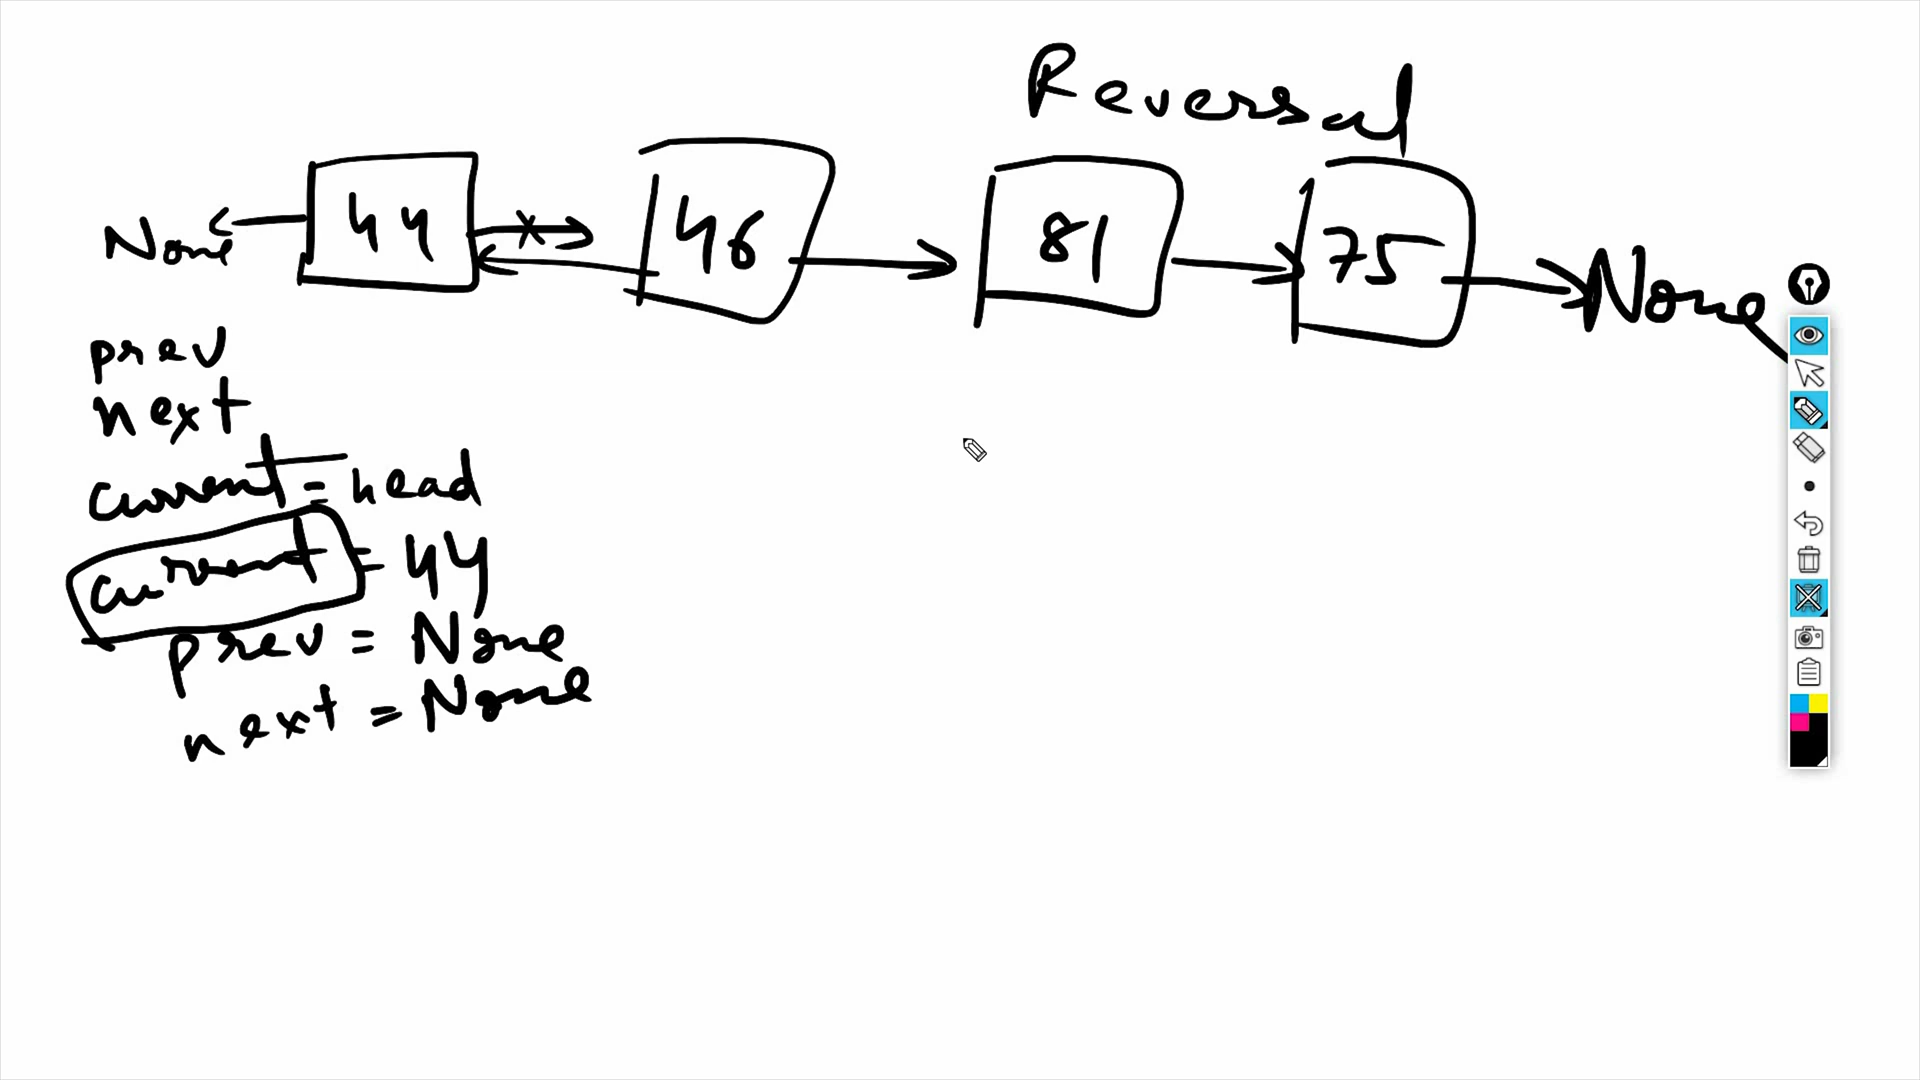 Reversal
None 44 46 81 75 None
prev
next
current = head
current = 44
prev = None
next = None